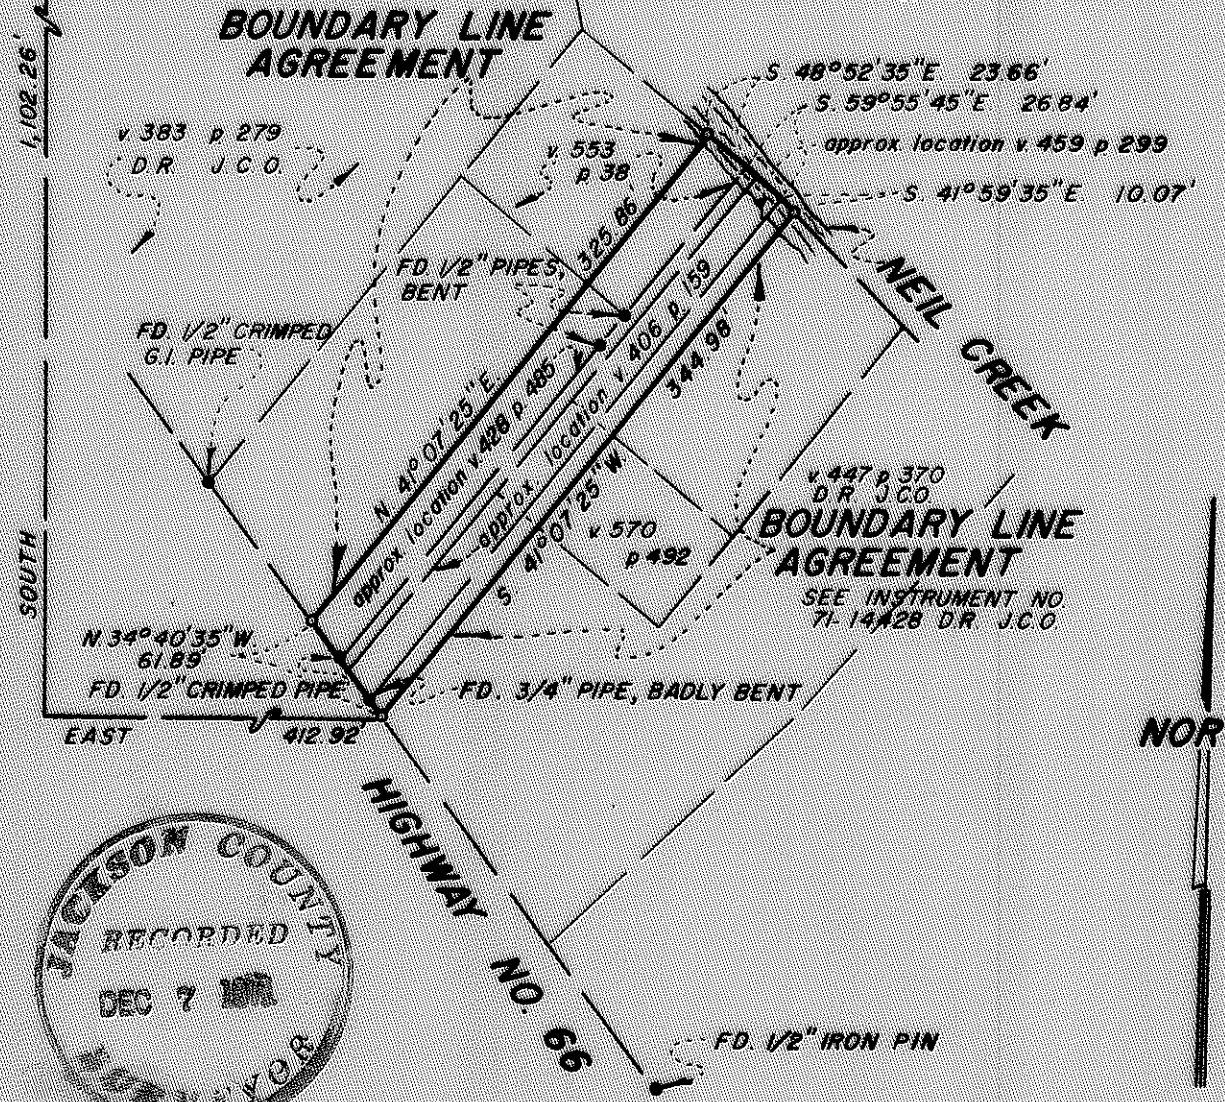 BOUNDARY LINE
AGREEMENT
1,102.26'
v 383 p 279
D R J.C.O.
v 553
p 38
S 48°52'35"E. 23.66'
S. 59°55'45"E 26.84'
approx location v 459 p 299
S. 41°59'35"E. 10.07'
325.86
FD 1/2" PIPES,
BENT
NEIL CREEK
FD. 1/2" CRIMPED
G.I. PIPE
N 41° 07' 25" E.
approx location v 428 p 485
approx location v 406 p 159
344.98'
S 41°07'25"W
v 447 p 370
D R J.C.O
BOUNDARY LINE
AGREEMENT
SEE INSTRUMENT NO.
D R J.C.O
v 570
p 492
SOUTH
N 34°40'35"W
61.89'
FD 1/2" CRIMPED PIPE
FD. 3/4" PIPE, BADLY BENT
EAST
412.92'
NOR
HIGHWAY NO. 66
JACKSON COUNTY
RECORDED
DEC 7
FD. 1/2" IRON PIN